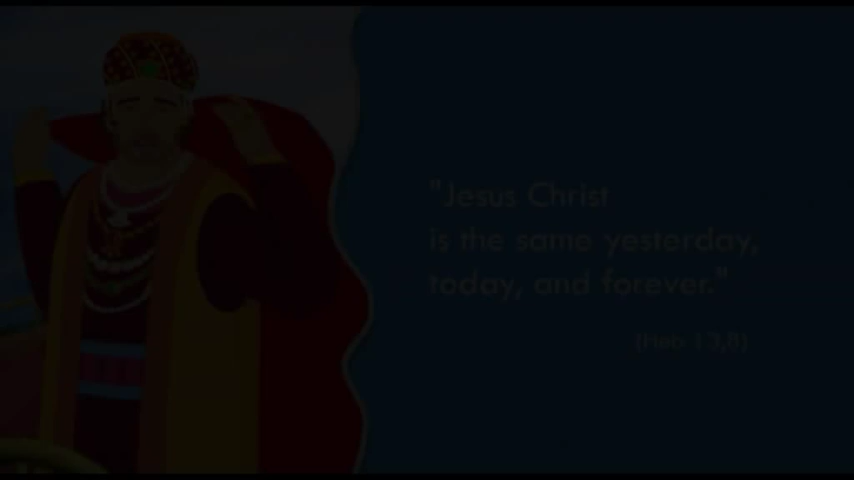 "Jesus Christ
is the same yesterday,
today, and forever."
(Heb 13,8)